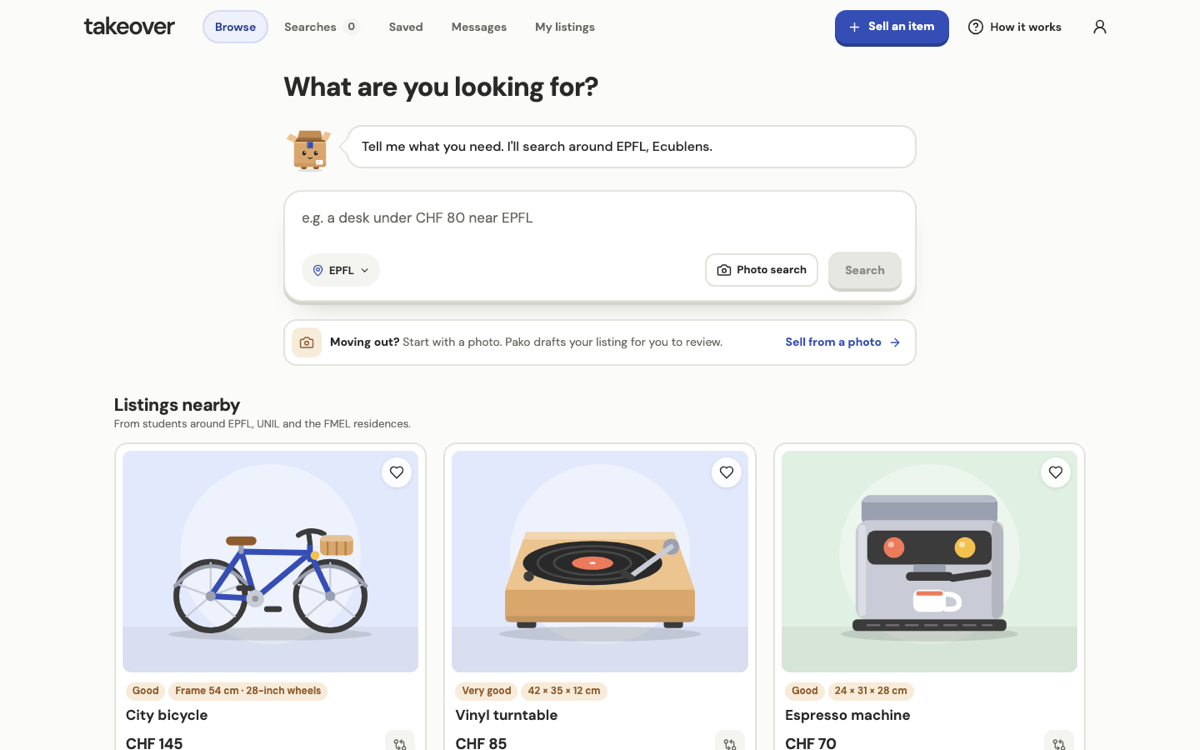 takeover
Browse
Searches 0
Saved
Messages
My listings
+ Sell an item
How it works
What are you looking for?
Tell me what you need. I'll search around EPFL, Ecublens.
e.g. a desk under CHF 80 near EPFL
EPFL
Photo search
Search
Moving out? Start with a photo. Pako drafts your listing for you to review.
Sell from a photo →
Listings nearby
From students around EPFL, UNIL and the FMEL residences.
Good
Frame 54 cm · 28-inch wheels
City bicycle
CHF 145
Very good
42 × 35 × 12 cm
Vinyl turntable
CHF 85
Good
24 × 31 × 28 cm
Espresso machine
CHF 70